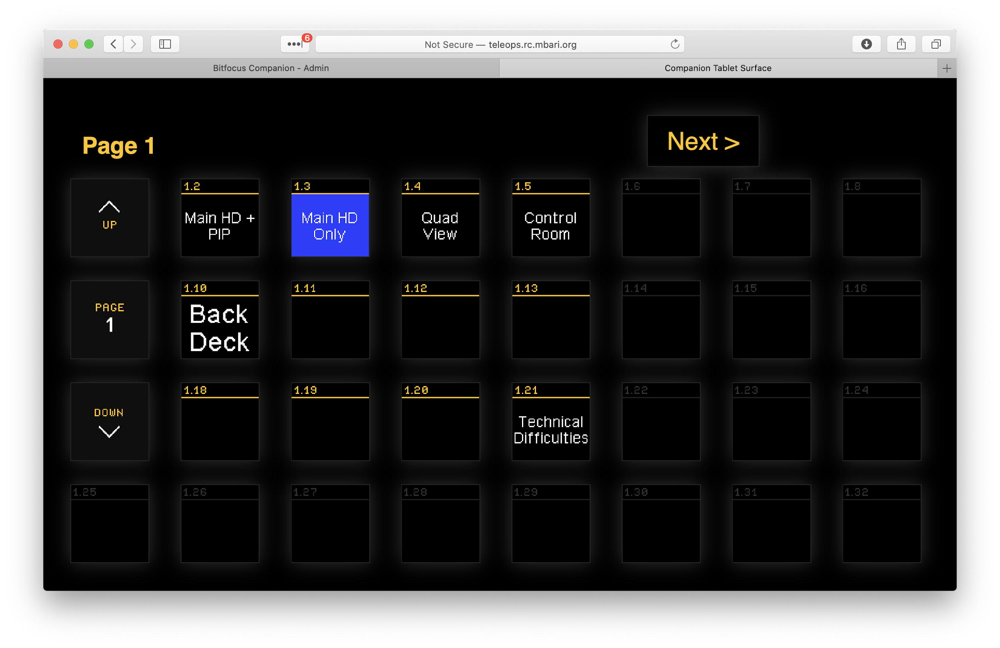 6
Not Secure — teleops.rc.mbari.org
Bitfocus Companion - Admin
Companion Tablet Surface
Page 1
Next >
UP
1.2
Main HD +
PIP
1.3
Main HD
Only
1.4
Quad
View
1.5
Control
Room
1.6
1.7
1.8
PAGE
1
1.10
Back
Deck
1.11
1.12
1.13
1.14
1.15
1.16
DOWN
1.18
1.19
1.20
1.21
Technical
Difficulties
1.22
1.23
1.24
1.25
1.26
1.27
1.28
1.29
1.30
1.31
1.32